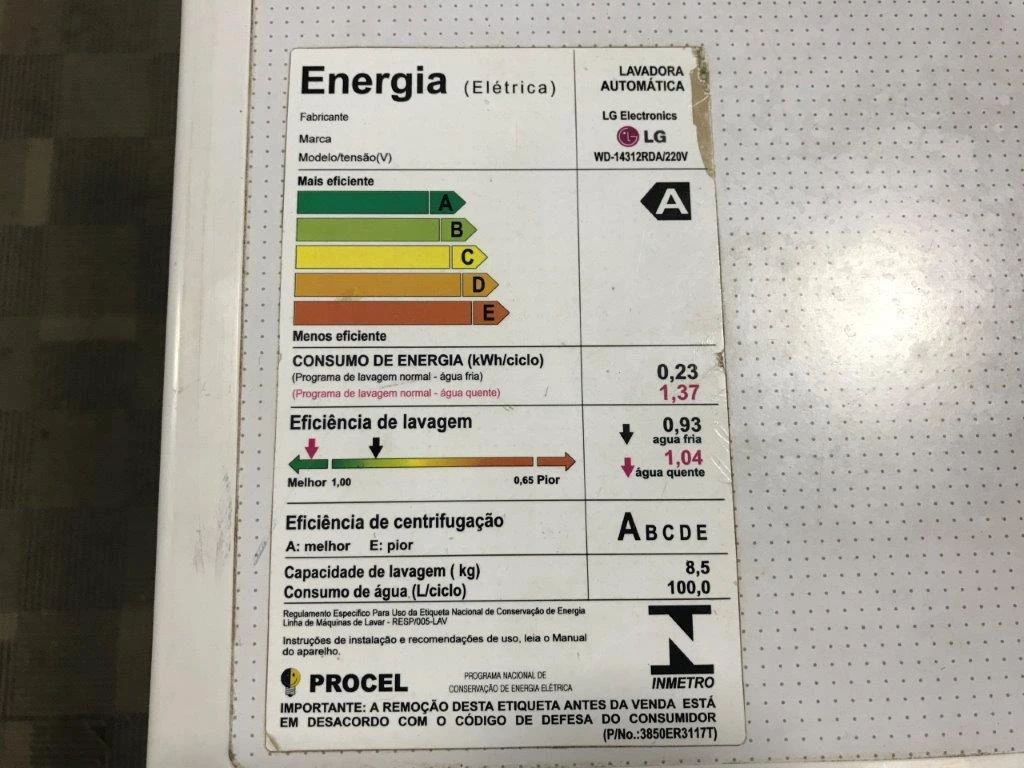 Energia (Elétrica)
LAVADORA
AUTOMÁTICA
Fabricante
LG Electronics
Marca
LG
Modelo/tensão(V)
WD-14312RDA/220V
Mais eficiente
A
A
B
C
D
E
Menos eficiente
CONSUMO DE ENERGIA (kWh/ciclo)
(Programa de lavagem normal - água fria) 0,23
(Programa de lavagem normal - água quente) 1,37
Eficiência de lavagem
0,93
agua fria
1,04
água quente
Melhor 1,00 0,65 Pior
Eficiência de centrifugação
A: melhor E: pior
A B C D E
Capacidade de lavagem ( kg) 8,5
Consumo de água (L/ciclo) 100,0
Regulamento Específico Para Uso da Etiqueta Nacional de Conservação de Energia
Linha de Máquinas de Lavar - RESP/005-LAV
Instruções de instalação e recomendações de uso, leia o Manual
do aparelho.
PROCEL
PROGRAMA NACIONAL DE
CONSERVAÇÃO DE ENERGIA ELÉTRICA
INMETRO
IMPORTANTE: A REMOÇÃO DESTA ETIQUETA ANTES DA VENDA ESTÁ
EM DESACORDO COM O CÓDIGO DE DEFESA DO CONSUMIDOR
(P/No.:3850ER3117T)